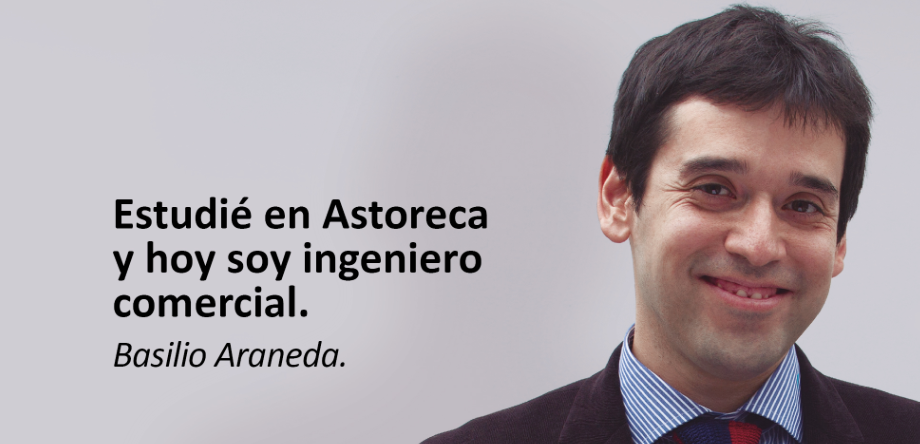 Estudié en Astoreca
y hoy soy ingeniero
comercial.
Basilio Araneda.